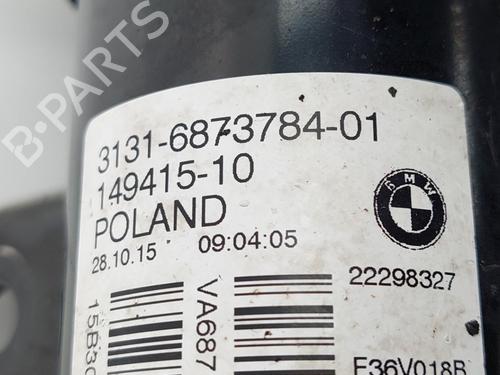 B-PARTS
3131-6873784-01
149415-10
POLAND
28.10.15 09:04:05
BMW
22298327
15B30
VA687
F36V018B